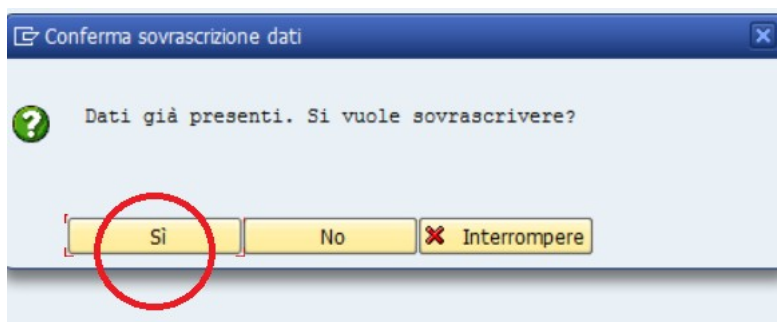 Conferma sovrascrizione dati
Dati già presenti. Si vuole sovrascrivere?
Sì No Interrompere